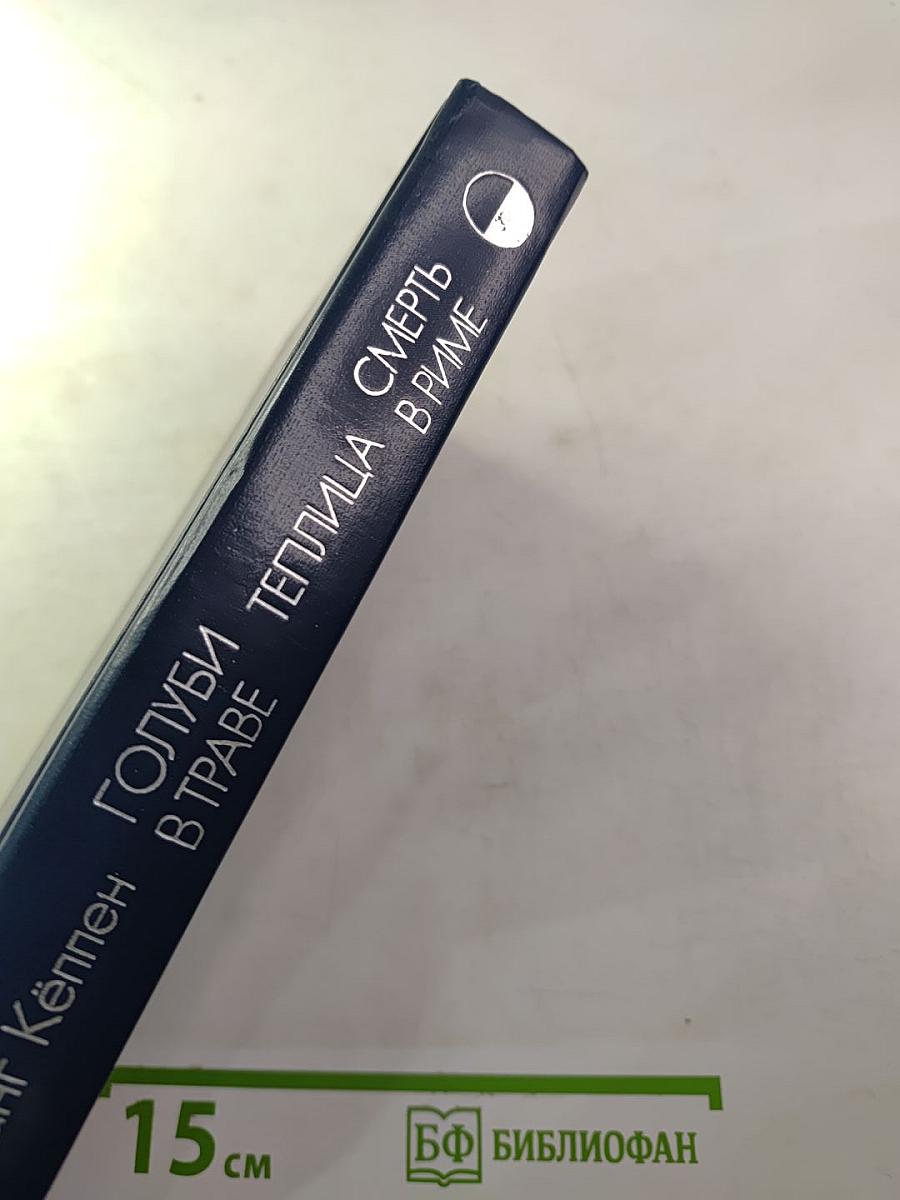 нг Кёппен
ГОЛУБИ
В ТРАВЕ
ТЕПЛИЦА
СМЕРТЬ
В РИМЕ
15 см
БФ БИБЛИОФАН